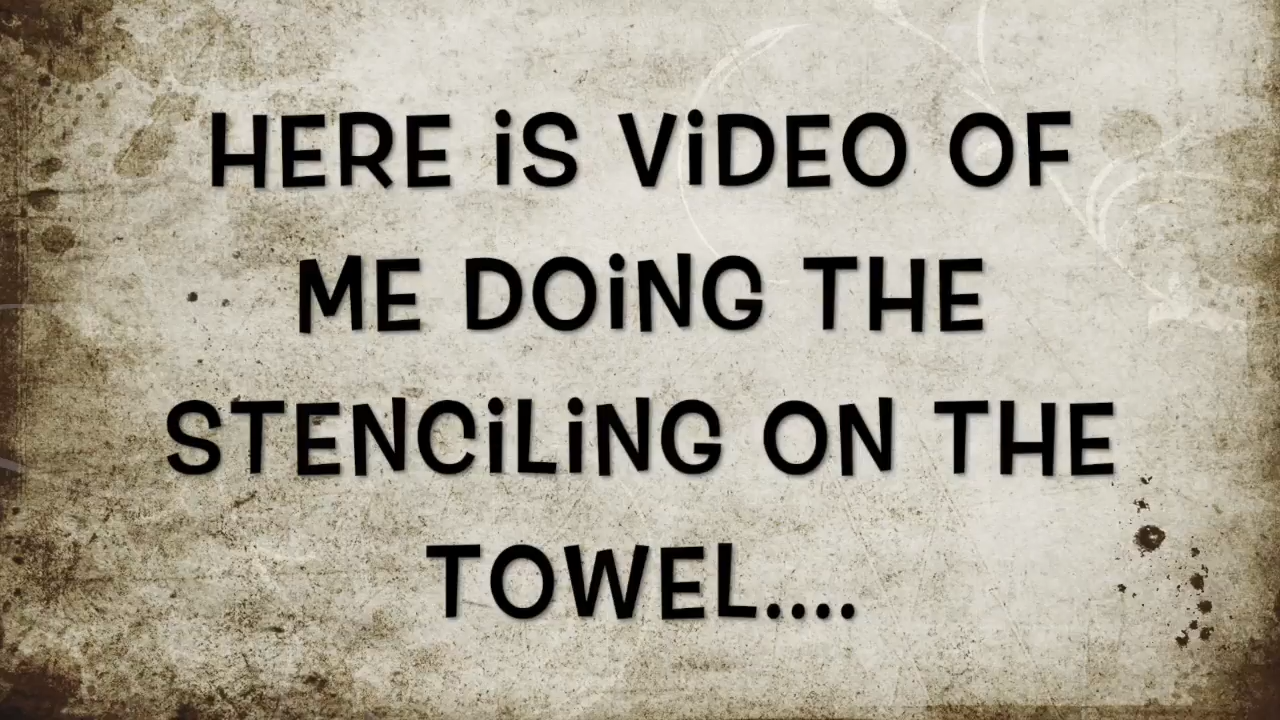 HERE iS ViDEO OF
ME DOiNG THE
STENCiLiNG ON THE
TOWEL....